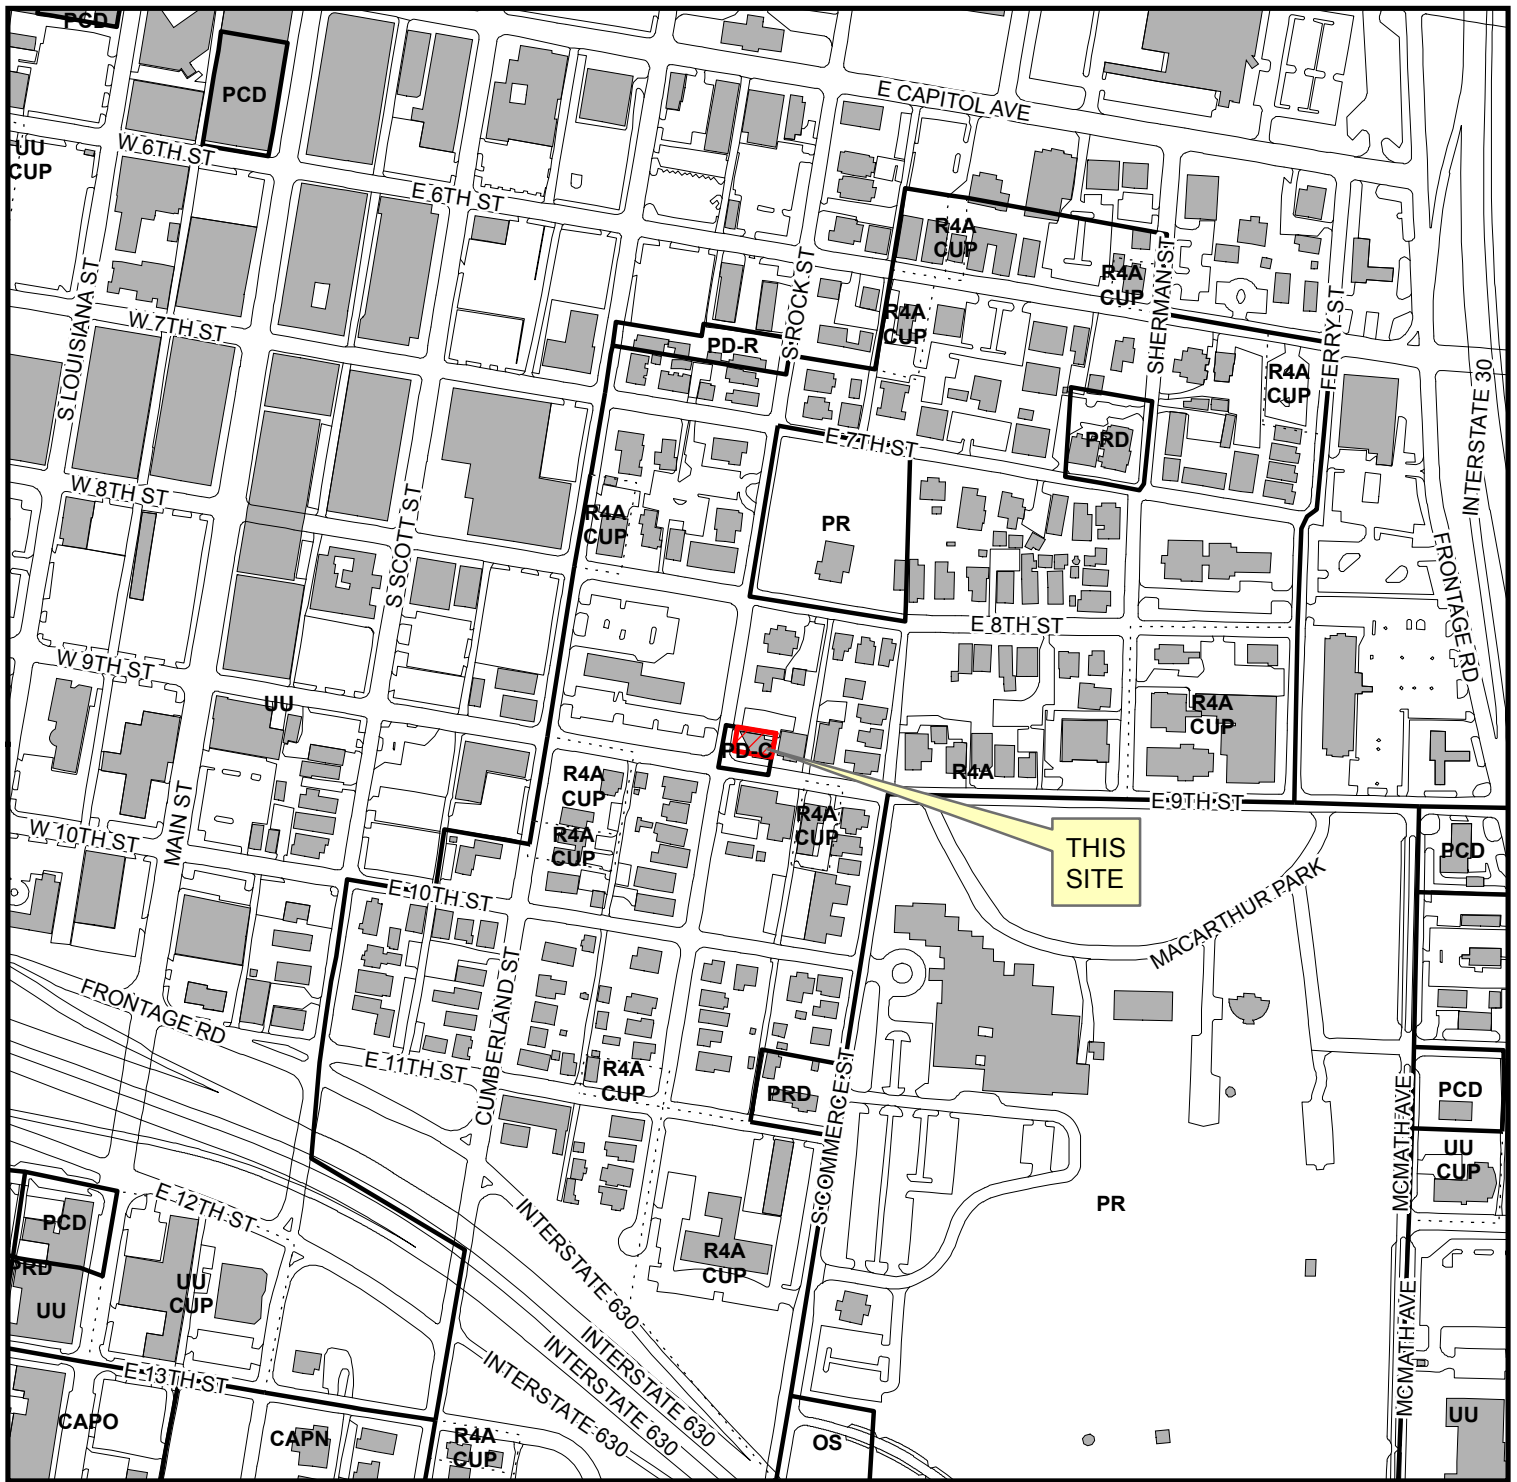 PCD
PCD
E CAPITOL AVE
W 6TH ST
UU
CUP
E 6TH ST
R4A
CUP
R4A
CUP
S LOUISIANA ST
S ROCK ST
SHERMAN ST
FERRY ST
W 7TH ST
R4A
CUP
PD-R
R4A
CUP
INTERSTATE 30
E 7TH ST
PRD
W 8TH ST
S SCOTT ST
R4A
CUP
PR
FRONTAGE RD
E 8TH ST
W 9TH ST
UU
R4A
CUP
PD-C
R4A
R4A
CUP
E 9TH ST
MAIN ST
R4A
CUP
W 10TH ST
R4A
CUP
THIS
SITE
PCD
E 10TH ST
MACARTHUR PARK
CUMBERLAND ST
FRONTAGE RD
E 11TH ST
R4A
CUP
PRD
S COMMERCE ST
MCMATH AVE
PCD
UU
CUP
E 12TH ST
PCD
PR
INTERSTATE 630
R4A
CUP
PRD
UU
UU
CUP
MCMATH AVE
INTERSTATE 630
INTERSTATE 630
INTERSTATE 630
E 13TH ST
CAPO
CAPN
R4A
CUP
OS
UU